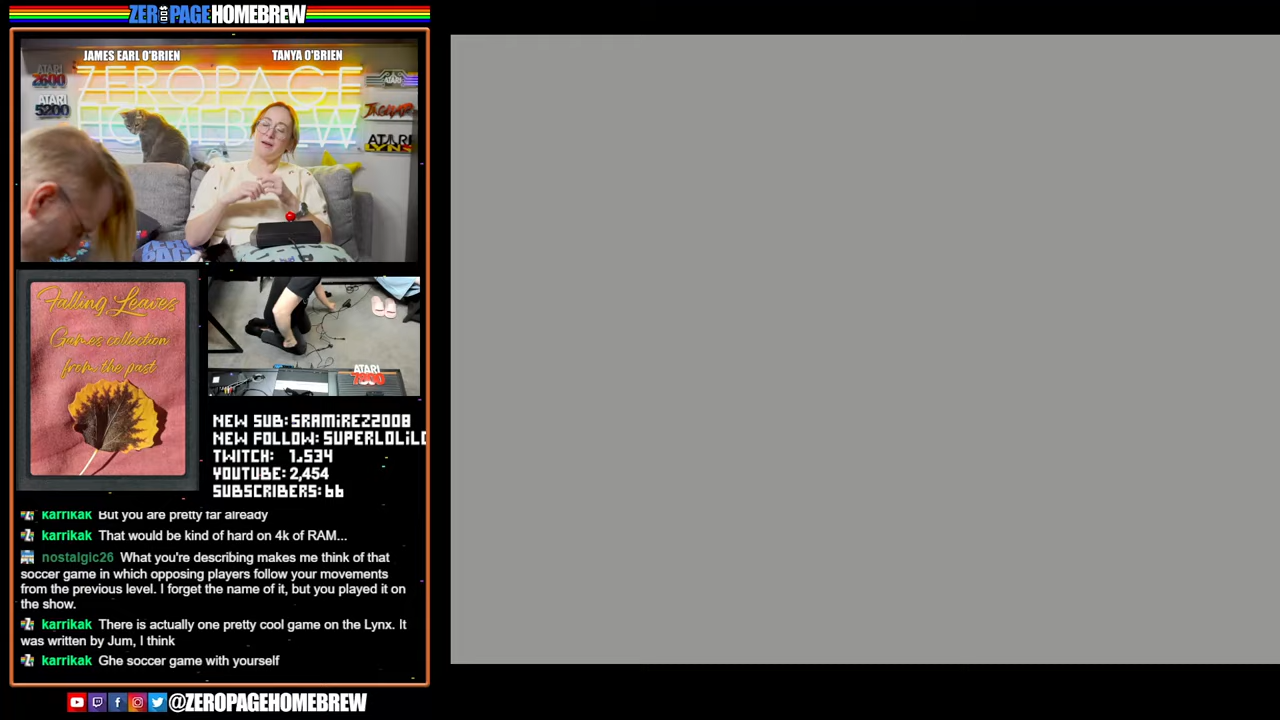 ZEROPAGE HOMEBREW
JAMES EARL O'BRIEN
TANYA O'BRIEN
ATARI 2600
ATARI 5200
ZEROPAGE
HOMEBREW
ATARI
JAGUAR
ATARI LYNX
Falling Leaves
Games collection
from the past
ATARI
7800
NEW SUB: SRAMIREZ2008
NEW FOLLOW: SUPERLOLILO
TWITCH: 1,534
YOUTUBE: 2,454
SUBSCRIBERS: 66
karrikak But you are pretty far already
karrikak That would be kind of hard on 4k of RAM...
nostalgic26 What you're describing makes me think of that
soccer game in which opposing players follow your movements
from the previous level. I forget the name of it, but you played it on
the show.
karrikak There is actually one pretty cool game on the Lynx. It
was written by Jum, I think
karrikak Ghe soccer game with yourself
@ZEROPAGEHOMEBREW